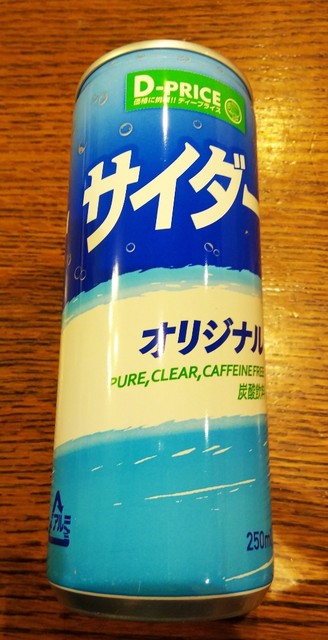 D-PRICE
価格に挑戦!! ディープライス
サイダー
オリジナル
PURE, CLEAR, CAFFEINE FREE
炭酸飲料
アルミ
250m